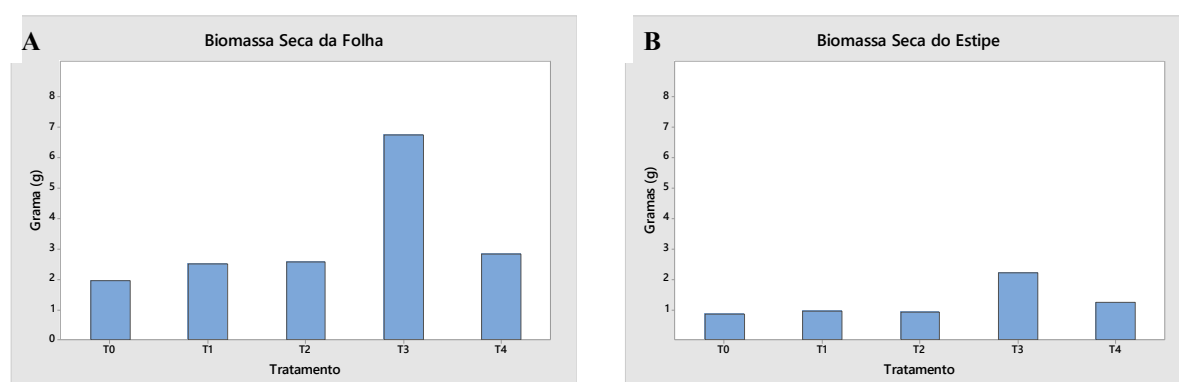 A
Biomassa Seca da Folha
Grama (g)
8
7
6
5
4
3
2
1
0
T0 T1 T2 T3 T4
Tratamento
B
Biomassa Seca do Estipe
Gramas (g)
8
7
6
5
4
3
2
1
T0 T1 T2 T3 T4
Tratamento